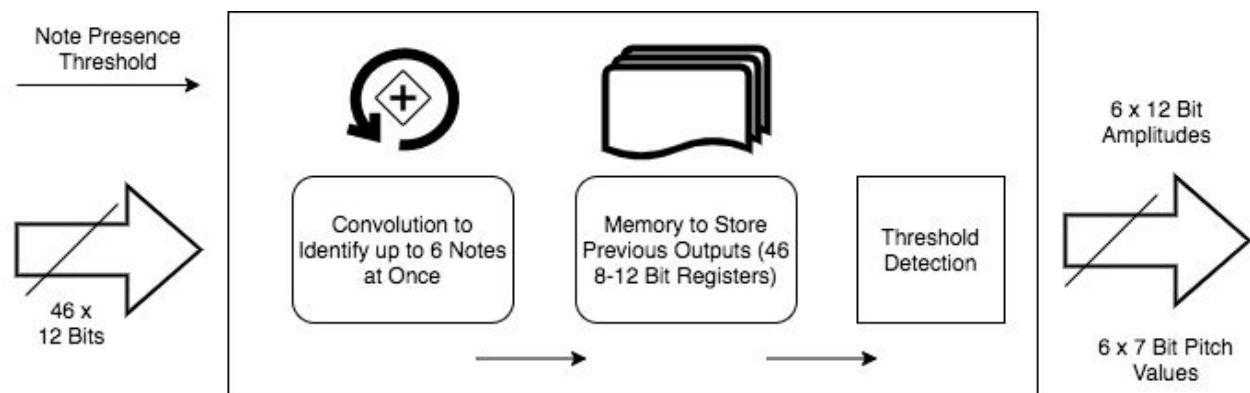 Note Presence
Threshold
46 x
12 Bits
Convolution to
Identify up to 6 Notes
at Once
Memory to Store
Previous Outputs (46
8-12 Bit Registers)
Threshold
Detection
6 x 12 Bit
Amplitudes
6 x 7 Bit Pitch
Values